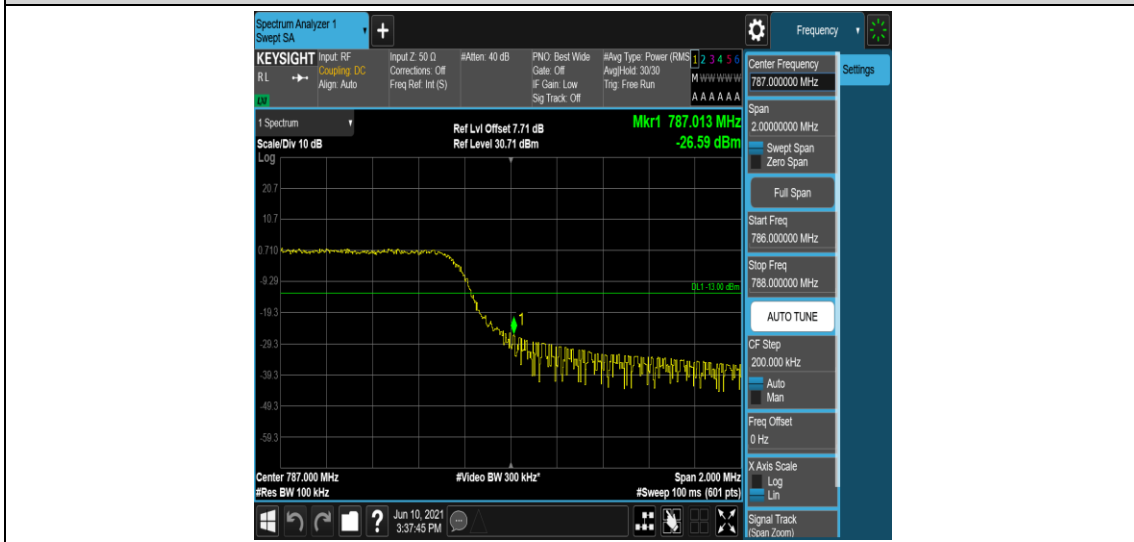 Spectrum Analyzer 1
Swept SA
+
Frequency
KEYSIGHT
RL
LXI
Input: RF
Coupling: DC
Align: Auto
Input Z: 50 Ω
Corrections: Off
Freq Ref: Int (S)
#Atten: 40 dB
PNO: Best Wide
Gate: Off
IF Gain: Low
Sig Track: Off
#Avg Type: Power (RMS
Avg|Hold: 30/30
Trig: Free Run
1 2 3 4 5 6
M W W W W W
A A A A A A
Center Frequency
787.000000 MHz
Settings
1 Spectrum
Scale/Div 10 dB
Log
Ref Lvl Offset 7.71 dB
Ref Level 30.71 dBm
Mkr1 787.013 MHz
-26.59 dBm
Span
2.00000000 MHz
Swept Span
Zero Span
Full Span
Start Freq
786.000000 MHz
Stop Freq
788.000000 MHz
AUTO TUNE
CF Step
200.000 kHz
Auto
Man
Freq Offset
0 Hz
X Axis Scale
Log
Lin
Signal Track
(Span Zoom)
20.7
10.7
0.710
-9.29
DL1 -13.00 dBm
-19.3
1
-29.3
-39.3
-49.3
-59.3
Center 787.000 MHz
#Res BW 100 kHz
#Video BW 300 kHz*
Span 2.000 MHz
#Sweep 100 ms (601 pts)
?
Jun 10, 2021
3:37:45 PM